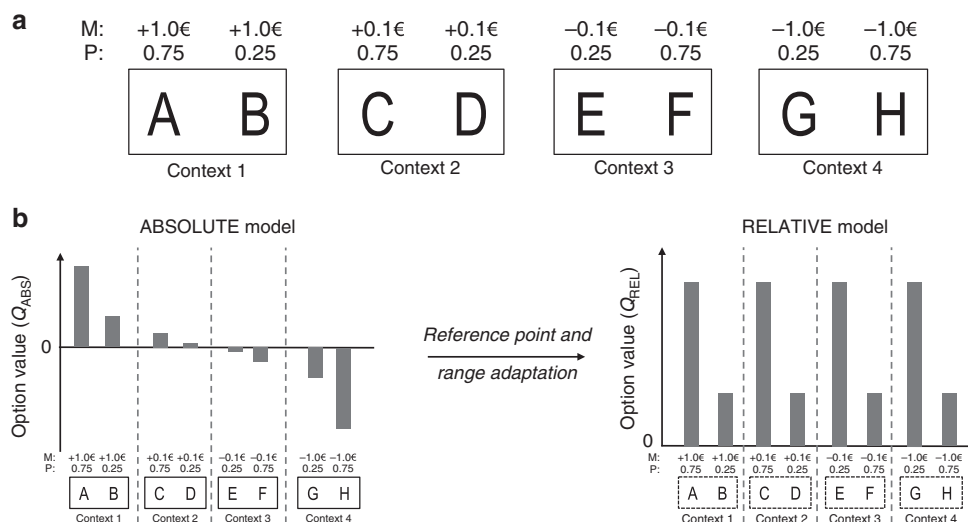 a
M: +1.0€ +1.0€ +0.1€ +0.1€ −0.1€ −0.1€ −1.0€ −1.0€
P: 0.75 0.25 0.75 0.25 0.25 0.75 0.25 0.75
A B C D E F G H
Context 1 Context 2 Context 3 Context 4
b
ABSOLUTE model
Option value (QABS)
0
M: +1.0€ +1.0€ +0.1€ +0.1€ −0.1€ −0.1€ −1.0€ −1.0€
P: 0.75 0.25 0.75 0.25 0.25 0.75 0.25 0.75
A B C D E F G H
Context 1 Context 2 Context 3 Context 4
Reference point and
range adaptation
RELATIVE model
Option value (QREL)
0
M: +1.0€ +1.0€ +0.1€ +0.1€ −0.1€ −0.1€ −1.0€ −1.0€
P: 0.75 0.25 0.75 0.25 0.25 0.75 0.25 0.75
A B C D E F G H
Context 1 Context 2 Context 3 Context 4